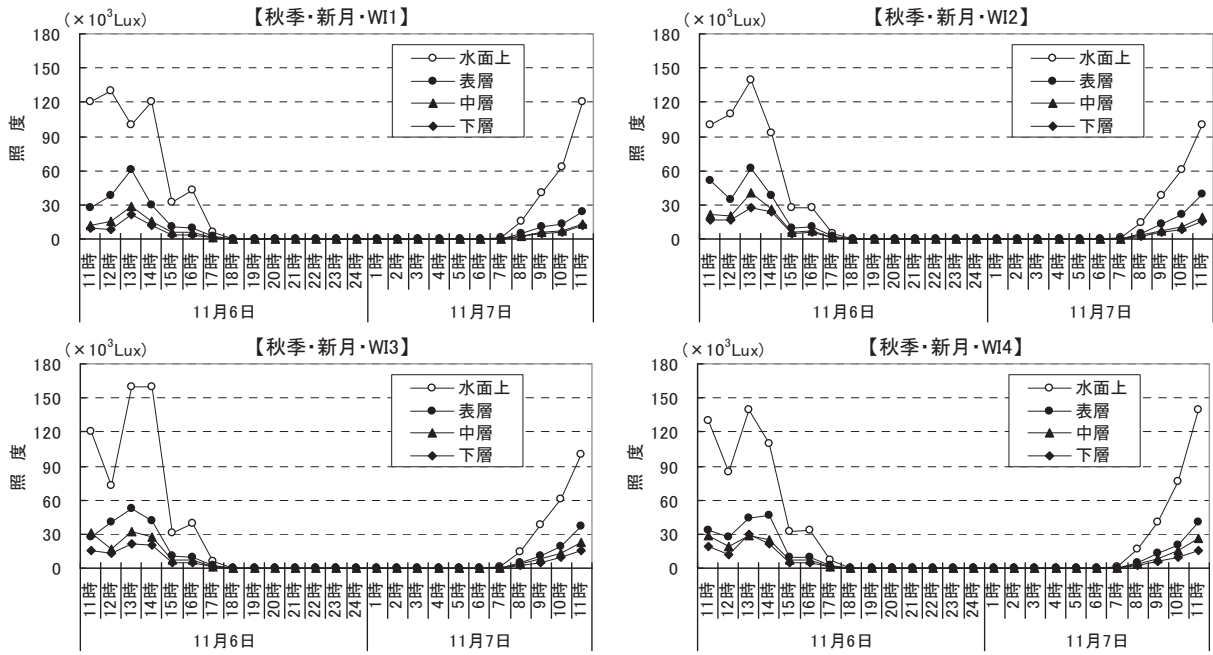 (×10³Lux) 【秋季・新月・WI1】
180
150
120
90
60
30
0
照 度
水面上
表層
中層
下層
11時 12時 13時 14時 15時 16時 17時 18時 19時 20時 21時 22時 23時 24時 1時 2時 3時 4時 5時 6時 7時 8時 9時 10時 11時
11月6日 11月7日
(×10³Lux) 【秋季・新月・WI2】
180
150
120
90
60
30
0
照 度
水面上
表層
中層
下層
11時 12時 13時 14時 15時 16時 17時 18時 19時 20時 21時 22時 23時 24時 1時 2時 3時 4時 5時 6時 7時 8時 9時 10時 11時
11月6日 11月7日
(×10³Lux) 【秋季・新月・WI3】
180
150
120
90
60
30
0
照 度
水面上
表層
中層
下層
11時 12時 13時 14時 15時 16時 17時 18時 19時 20時 21時 22時 23時 24時 1時 2時 3時 4時 5時 6時 7時 8時 9時 10時 11時
11月6日 11月7日
(×10³Lux) 【秋季・新月・WI4】
180
150
120
90
60
30
0
照 度
水面上
表層
中層
下層
11時 12時 13時 14時 15時 16時 17時 18時 19時 20時 21時 22時 23時 24時 1時 2時 3時 4時 5時 6時 7時 8時 9時 10時 11時
11月6日 11月7日